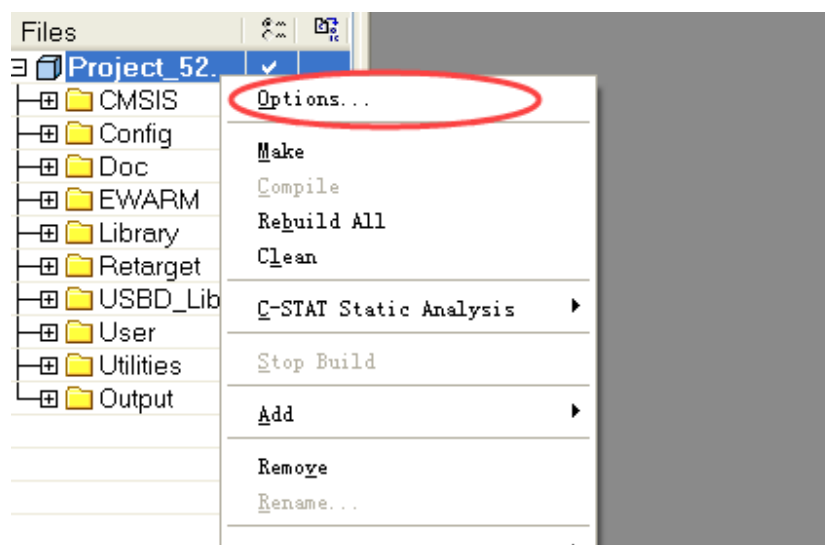 Files
Project_52.
CMSIS
Config
Doc
EWARM
Library
Retarget
USBD_Lib
User
Utilities
Output
Options...
Make
Compile
Rebuild All
Clean
C-STAT Static Analysis
Stop Build
Add
Remove
Rename...